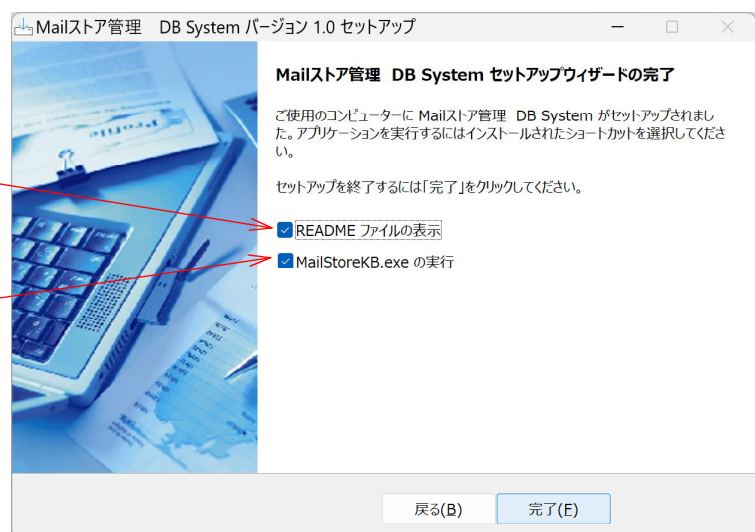 Mailストア管理　DB System バージョン 1.0 セットアップ
Mailストア管理　DB System セットアップウィザードの完了
ご使用のコンピューターに Mailストア管理　DB System がセットアップされまし
た。アプリケーションを実行するにはインストールされたショートカットを選択してくださ
い。
セットアップを終了するには「完了」をクリックしてください。
README ファイルの表示
MailStoreKB.exe の実行
戻る(B)
完了(F)